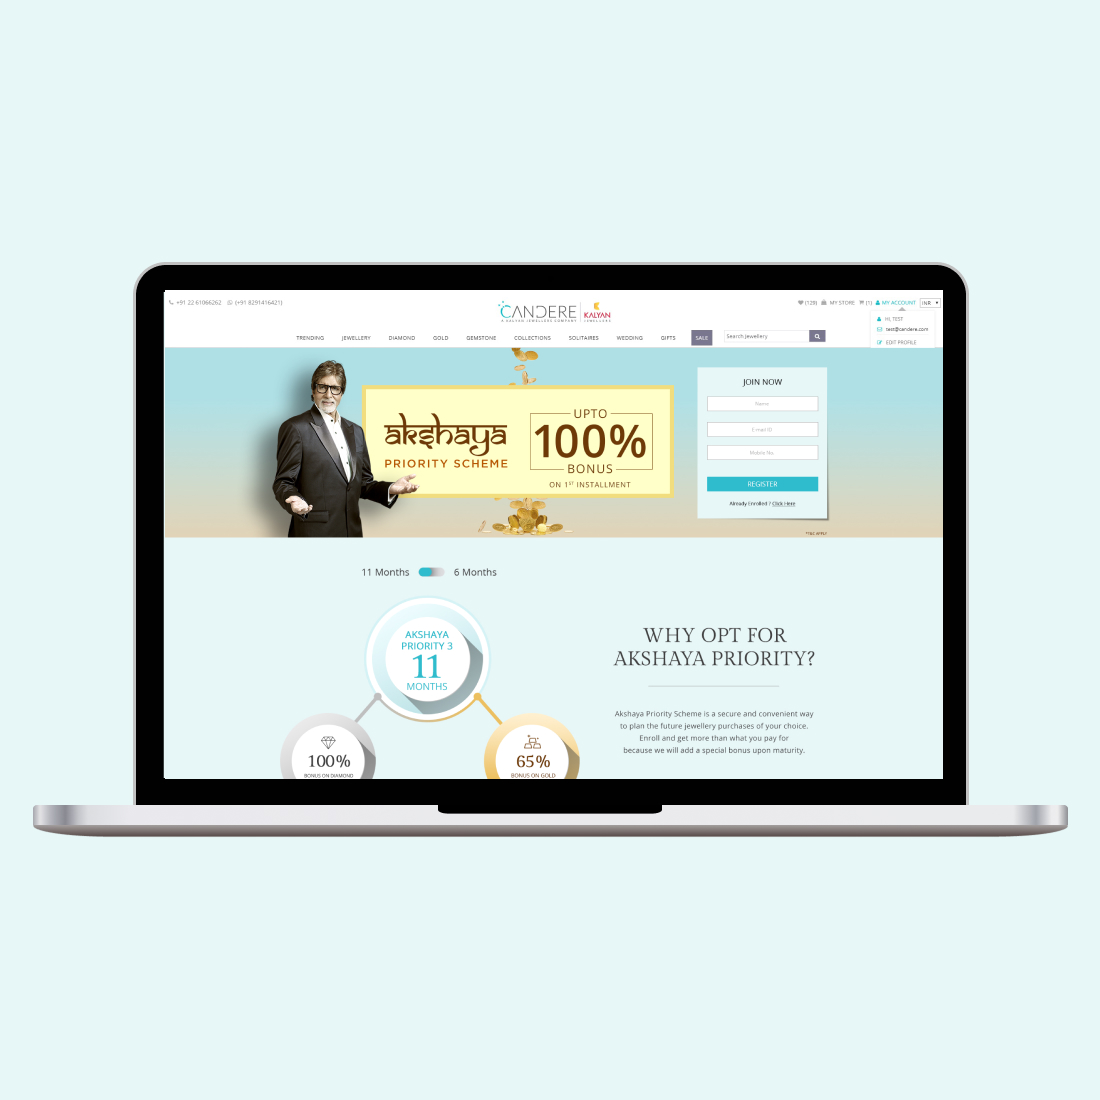 +91 22 61066262 (+91 8291416421)
CANDERE
A KALYAN JEWELLERS COMPANY
KALYAN
JEWELLERS
(129) MY STORE (1) MY ACCOUNT INR
HI, TEST
test@candere.com
EDIT PROFILE
TRENDING JEWELLERY DIAMOND GOLD GEMSTONE COLLECTIONS SOLITAIRES WEDDING GIFTS SALE Search Jewellery
akshaya
PRIORITY SCHEME
UPTO
100%
BONUS
ON 1ST INSTALLMENT
JOIN NOW
Name
E-mail ID
Mobile No.
REGISTER
Already Enrolled ? Click Here
*T&C APPLY
11 Months 6 Months
AKSHAYA
PRIORITY 3
11
MONTHS
100%
BONUS ON DIAMOND
65%
BONUS ON GOLD
WHY OPT FOR
AKSHAYA PRIORITY?
Akshaya Priority Scheme is a secure and convenient way
to plan the future jewellery purchases of your choice.
Enroll and get more than what you pay for
because we will add a special bonus upon maturity.